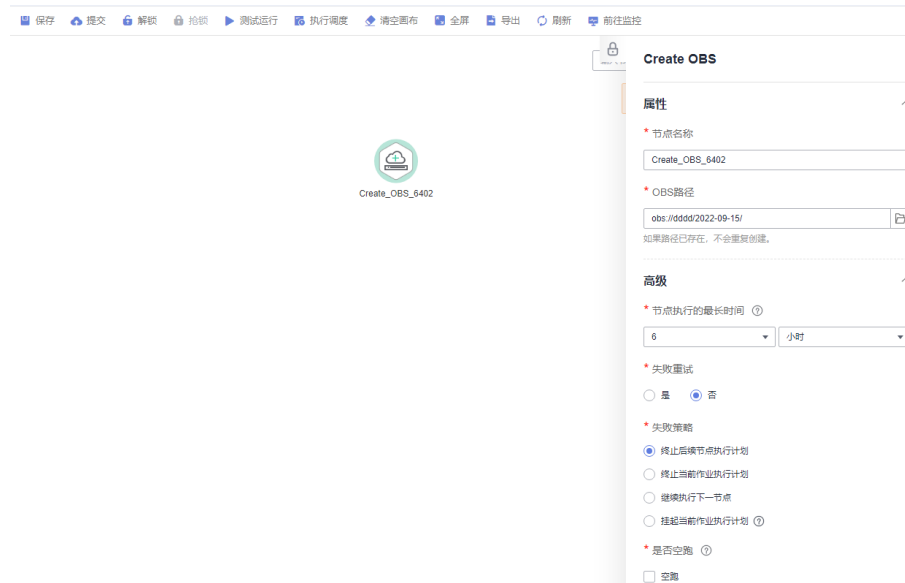 保存 提交 解锁 抢锁 测试运行 执行调度 清空画布 全屏 导出 刷新 前往监控
Create OBS
属性
* 节点名称
Create_OBS_6402
* OBS路径
obs://dddd/2022-09-15/
如果路径已存在，不会重复创建。
高级
* 节点执行的最长时间 ?
6 小时
* 失败重试
是 否
* 失败策略
终止后续节点执行计划
终止当前作业执行计划
继续执行下一节点
挂起当前作业执行计划 ?
* 是否空跑 ?
空跑
Create_OBS_6402